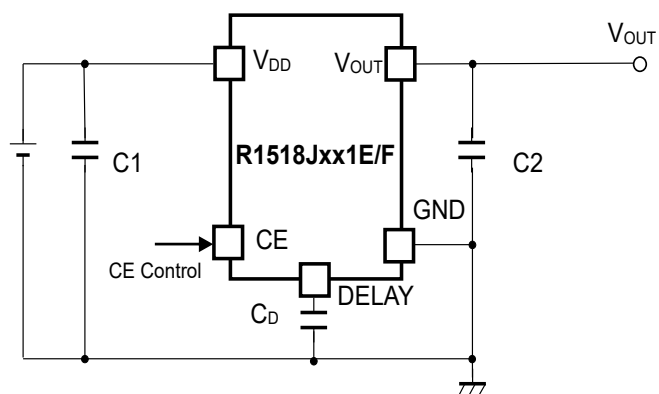 VOUT
VDD
VOUT
R1518Jxx1E/F
C1
C2
GND
CE
CE Control
DELAY
CD